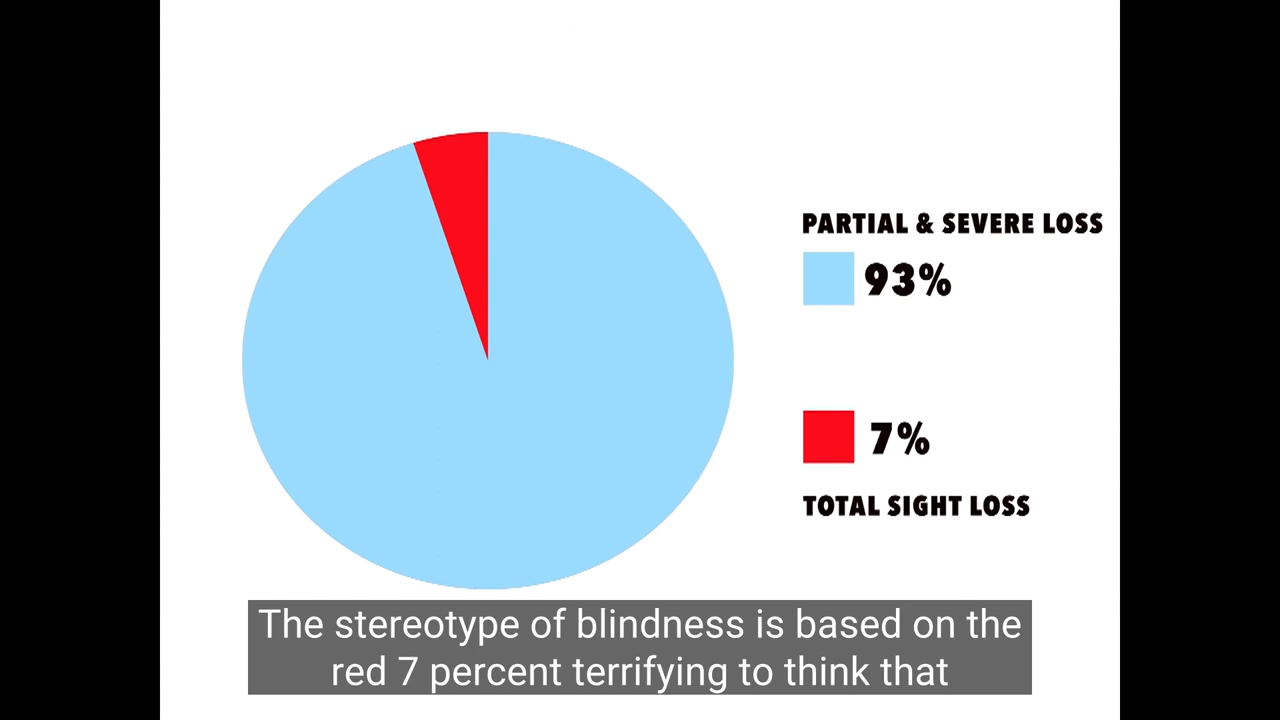 PARTIAL & SEVERE LOSS
93%
7%
TOTAL SIGHT LOSS
The stereotype of blindness is based on the
red 7 percent terrifying to think that